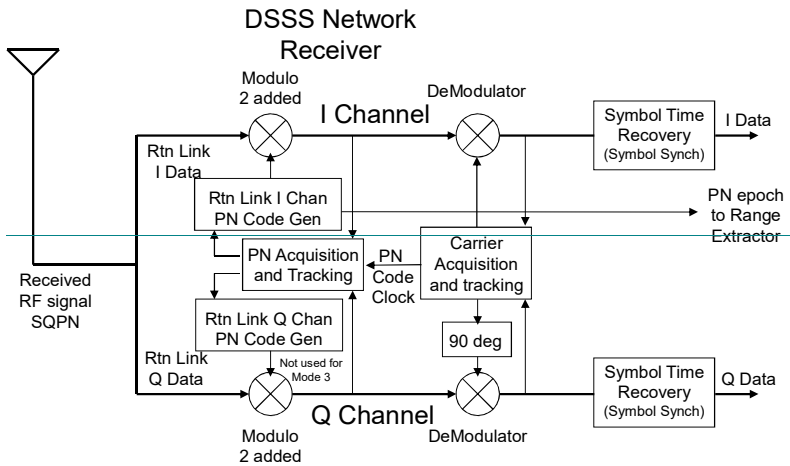 DSSS Network
Receiver
Modulo
2 added
I Channel
DeModulator
Symbol Time
Recovery
(Symbol Synch)
I Data
Rtn Link
I Data
Rtn Link I Chan
PN Code Gen
PN epoch
to Range
Extractor
PN Acquisition
and Tracking
PN
Code
Clock
Carrier
Acquisition
and tracking
Received
RF signal
SQPN
Rtn Link Q Chan
PN Code Gen
90 deg
Rtn Link
Q Data
Not used for
Mode 3
Symbol Time
Recovery
(Symbol Synch)
Q Data
Q Channel
Modulo
2 added
DeModulator